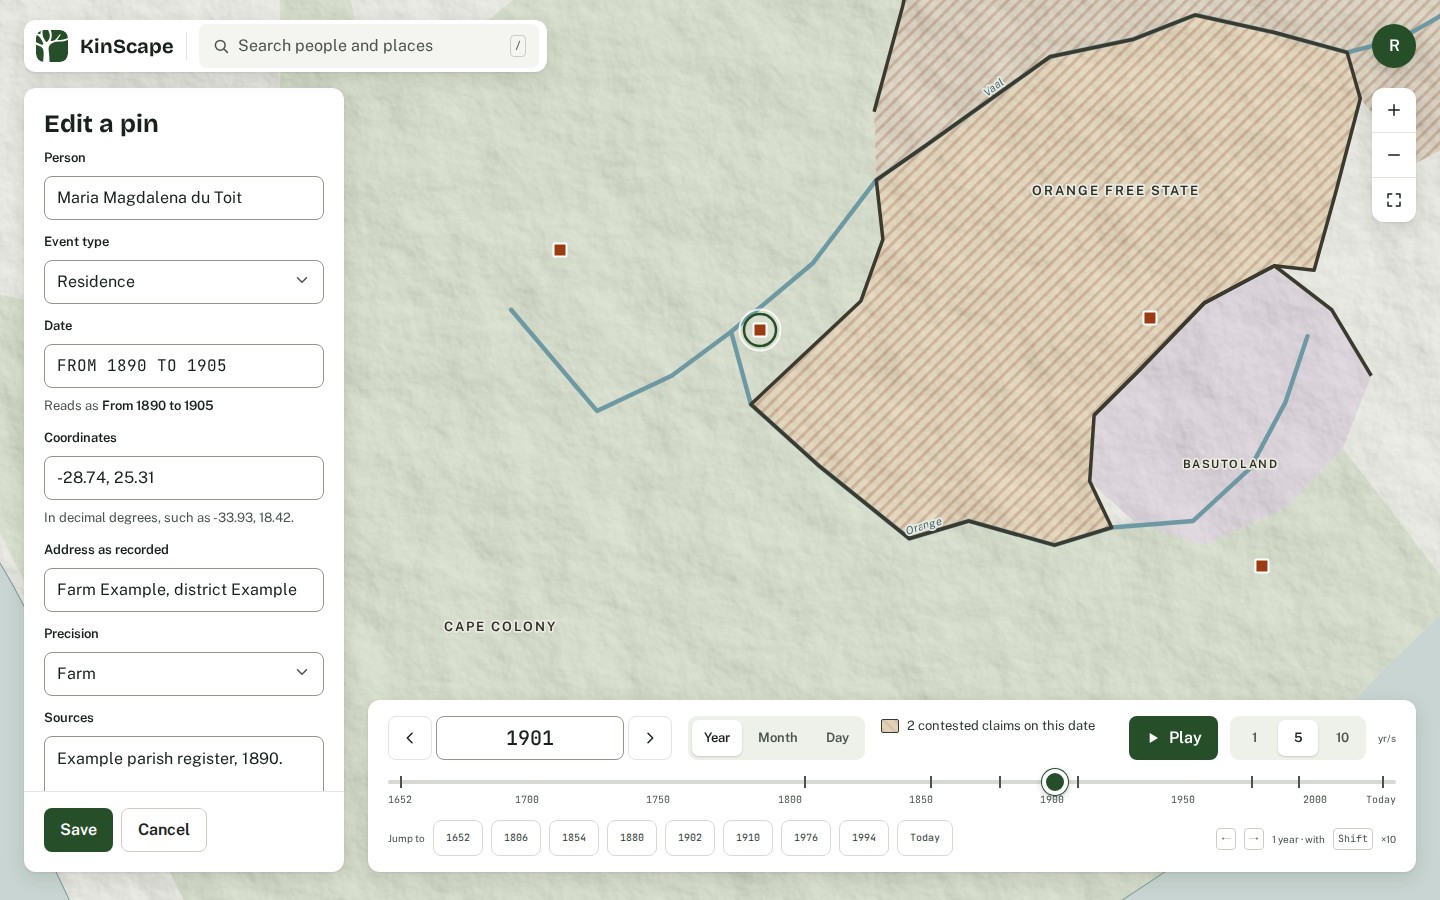 KinScape
Search people and places
/
R
Edit a pin
Person
Maria Magdalena du Toit
Event type
Residence
Date
FROM 1890 TO 1905
Reads as From 1890 to 1905
Coordinates
-28.74, 25.31
In decimal degrees, such as -33.93, 18.42.
Address as recorded
Farm Example, district Example
Precision
Farm
Sources
Example parish register, 1890.
Save
Cancel
Vaal
ORANGE FREE STATE
BASUTOLAND
Orange
CAPE COLONY
1901
Year
Month
Day
2 contested claims on this date
Play
1
5
10
yr/s
1652
1700
1750
1800
1850
1900
1950
2000
Today
Jump to
1652
1806
1854
1880
1902
1910
1976
1994
Today
← → 1 year · with Shift ×10